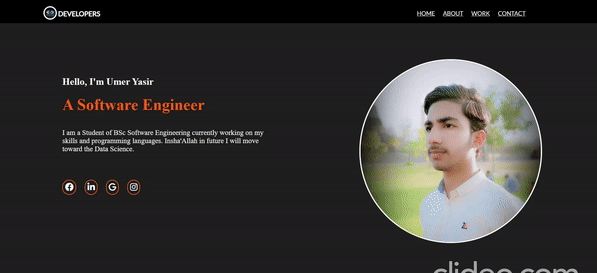 DEVELOPERS
HOME ABOUT WORK CONTACT
Hello, I'm Umer Yasir
A Software Engineer
I am a Student of BSc Software Engineering currently working on my
skills and programming languages. Insha'Allah in future I will move
toward the Data Science.
clideo.com